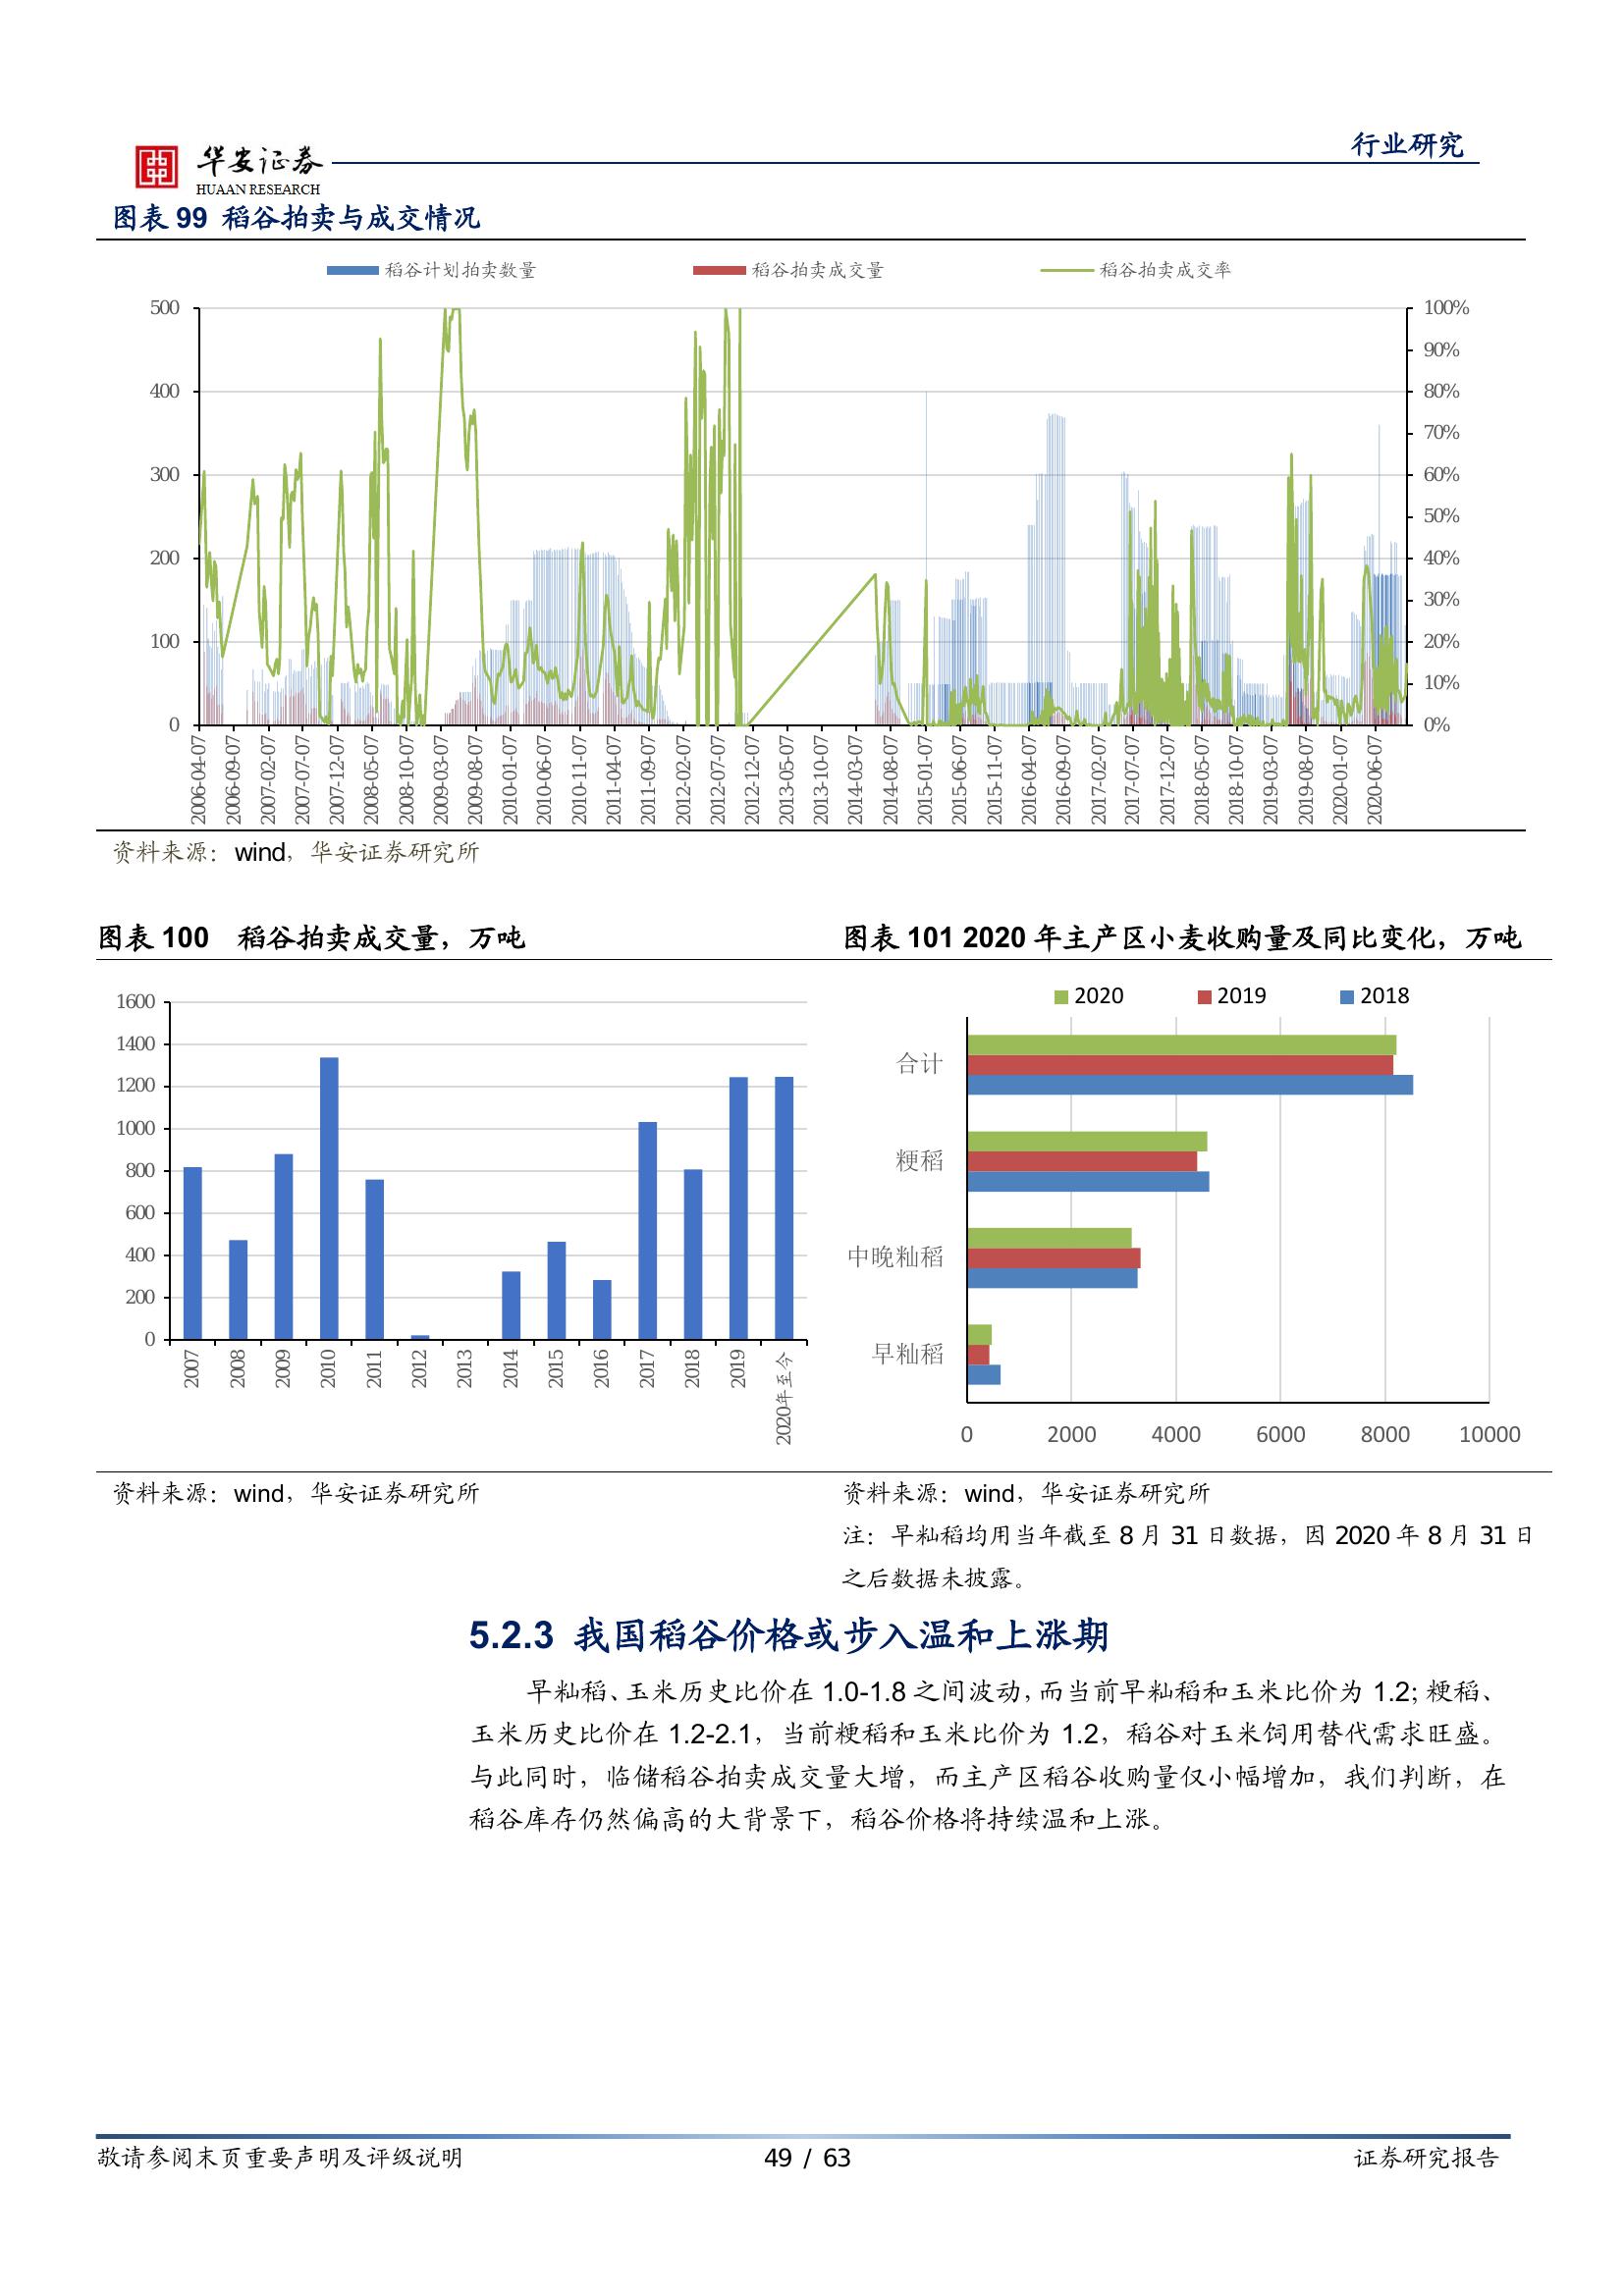 行业研究
华安证券
HUAAN RESEARCH
图表 99 稻谷拍卖与成交情况
稻谷计划拍卖数量 稻谷拍卖成交量 稻谷拍卖成交率
500 100%
90%
400 80%
70%
300 60%
50%
200 40%
30%
100 20%
10%
0 0%
2006-04-07 2006-09-07 2007-02-07 2007-07-07 2007-12-07 2008-05-07 2008-10-07 2009-03-07 2009-08-07 2010-01-07 2010-06-07 2010-11-07 2011-04-07 2011-09-07 2012-02-07 2012-07-07 2012-12-07 2013-05-07 2013-10-07 2014-03-07 2014-08-07 2015-01-07 2015-06-07 2015-11-07 2016-04-07 2016-09-07 2017-02-07 2017-07-07 2017-12-07 2018-05-07 2018-10-07 2019-03-07 2019-08-07 2020-01-07 2020-06-07
资料来源：wind，华安证券研究所
图表 100 稻谷拍卖成交量，万吨
1600
1400
1200
1000
800
600
400
200
0
2007 2008 2009 2010 2011 2012 2013 2014 2015 2016 2017 2018 2019 2020年至今
资料来源：wind，华安证券研究所
图表 101 2020 年主产区小麦收购量及同比变化，万吨
2020 2019 2018
合计
粳稻
中晚籼稻
早籼稻
0 2000 4000 6000 8000 10000
资料来源：wind，华安证券研究所
注：早籼稻均用当年截至 8 月 31 日数据，因 2020 年 8 月 31 日
之后数据未披露。
5.2.3 我国稻谷价格或步入温和上涨期
早籼稻、玉米历史比价在 1.0-1.8 之间波动，而当前早籼稻和玉米比价为 1.2；粳稻、
玉米历史比价在 1.2-2.1，当前粳稻和玉米比价为 1.2，稻谷对玉米饲用替代需求旺盛。
与此同时，临储稻谷拍卖成交量大增，而主产区稻谷收购量仅小幅增加，我们判断，在
稻谷库存仍然偏高的大背景下，稻谷价格将持续温和上涨。
敬请参阅末页重要声明及评级说明 49 / 63 证券研究报告